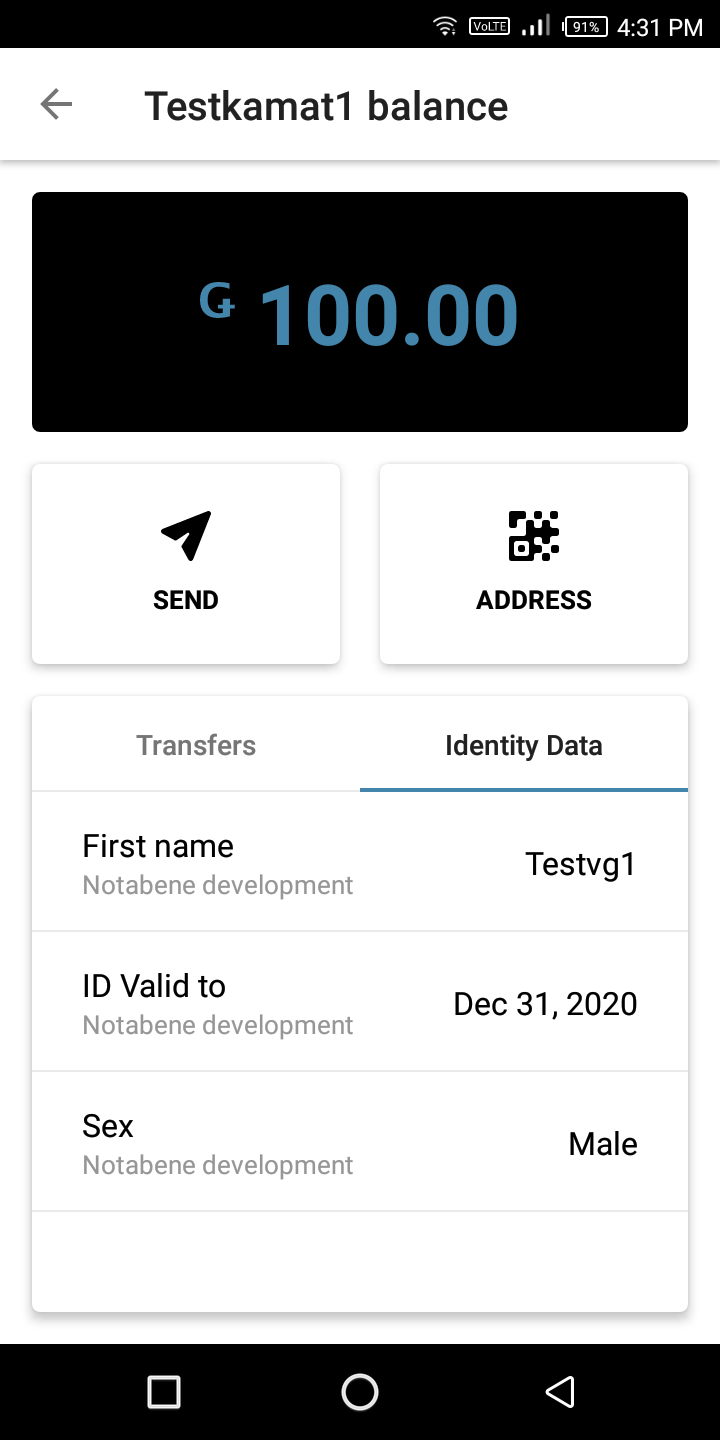 VoLTE 91% 4:31 PM
Testkamat1 balance
G 100.00
SEND ADDRESS
Transfers Identity Data
First name
Testvg1
Notabene development
ID Valid to
Dec 31, 2020
Notabene development
Sex
Male
Notabene development